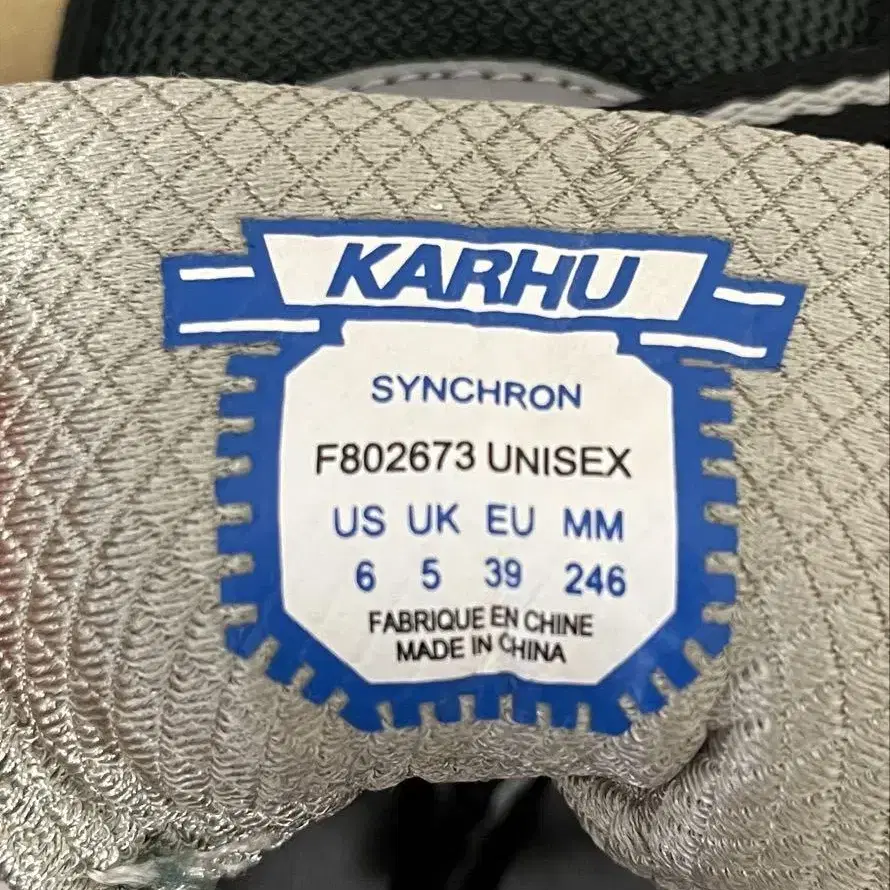 KARHU
SYNCHRON
F802673 UNISEX
US UK EU MM
6 5 39 246
FABRIQUE EN CHINE
MADE IN CHINA